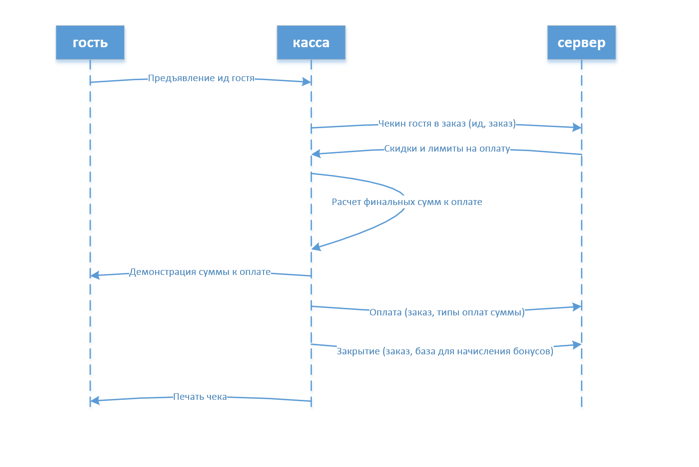 гость
касса
сервер
Предъявление ид гостя
Чекин гостя в заказ (ид, заказ)
Скидки и лимиты на оплату
Расчет финальных сумм к оплате
Демонстрация суммы к оплате
Оплата (заказ, типы оплат суммы)
Закрытие (заказ, база для начисления бонусов)
Печать чека